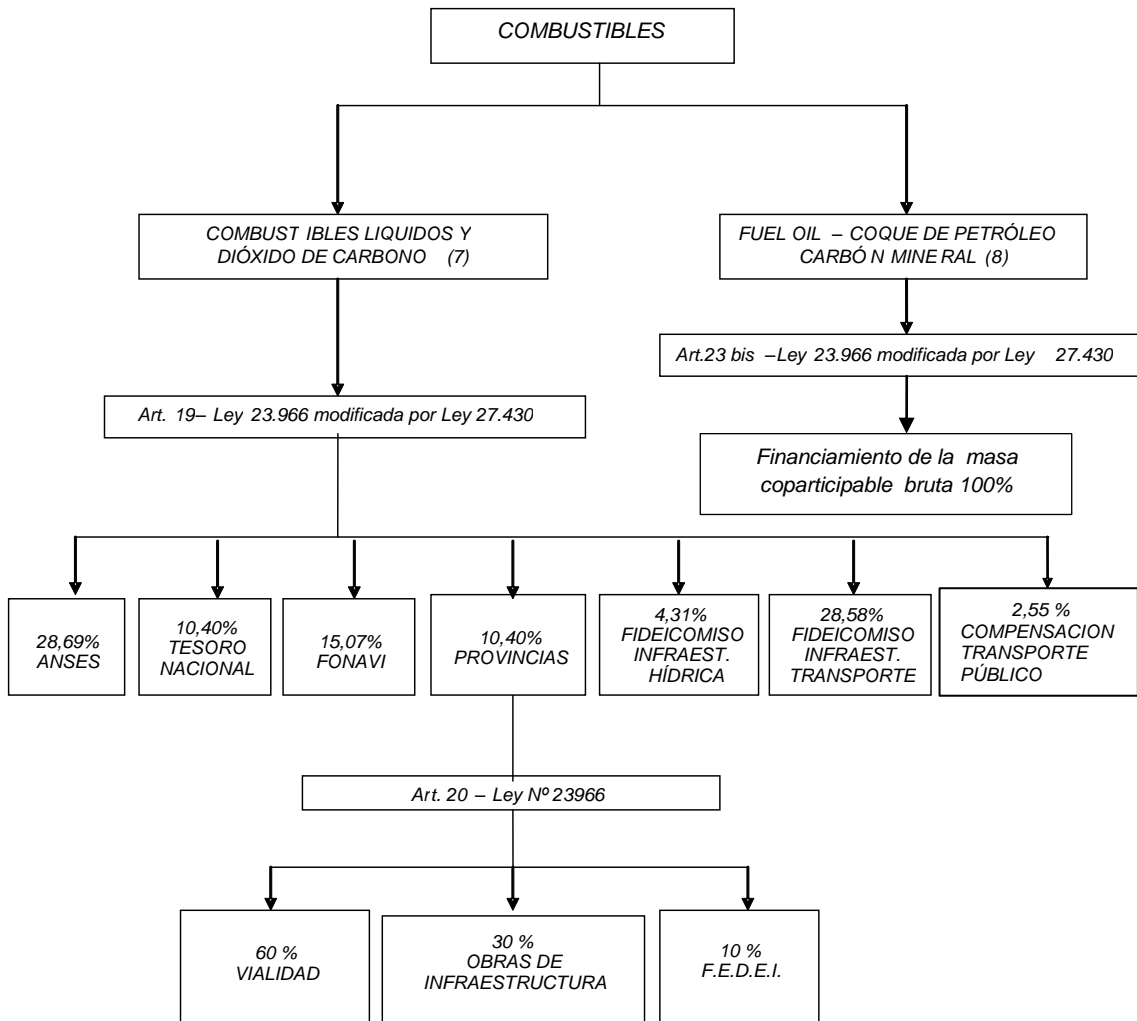 COMBUSTIBLES
COMBUST IBLES LIQUIDOS Y
DIÓXIDO DE CARBONO (7)
FUEL OIL – COQUE DE PETRÓLEO
CARBÓ N MINE RAL (8)
Art.23 bis –Ley 23.966 modificada por Ley 27.430
Art. 19– Ley 23.966 modificada por Ley 27.430
Financiamiento de la masa
coparticipable bruta 100%
28,69%
ANSES
10,40%
TESORO
NACIONAL
15,07%
FONAVI
10,40%
PROVINCIAS
4,31%
FIDEICOMISO
INFRAEST.
HÍDRICA
28,58%
FIDEICOMISO
INFRAEST.
TRANSPORTE
2,55 %
COMPENSACION
TRANSPORTE
PÚBLICO
Art. 20 – Ley Nº 23966
60 %
VIALIDAD
30 %
OBRAS DE
INFRAESTRUCTURA
10 %
F.E.D.E.I.